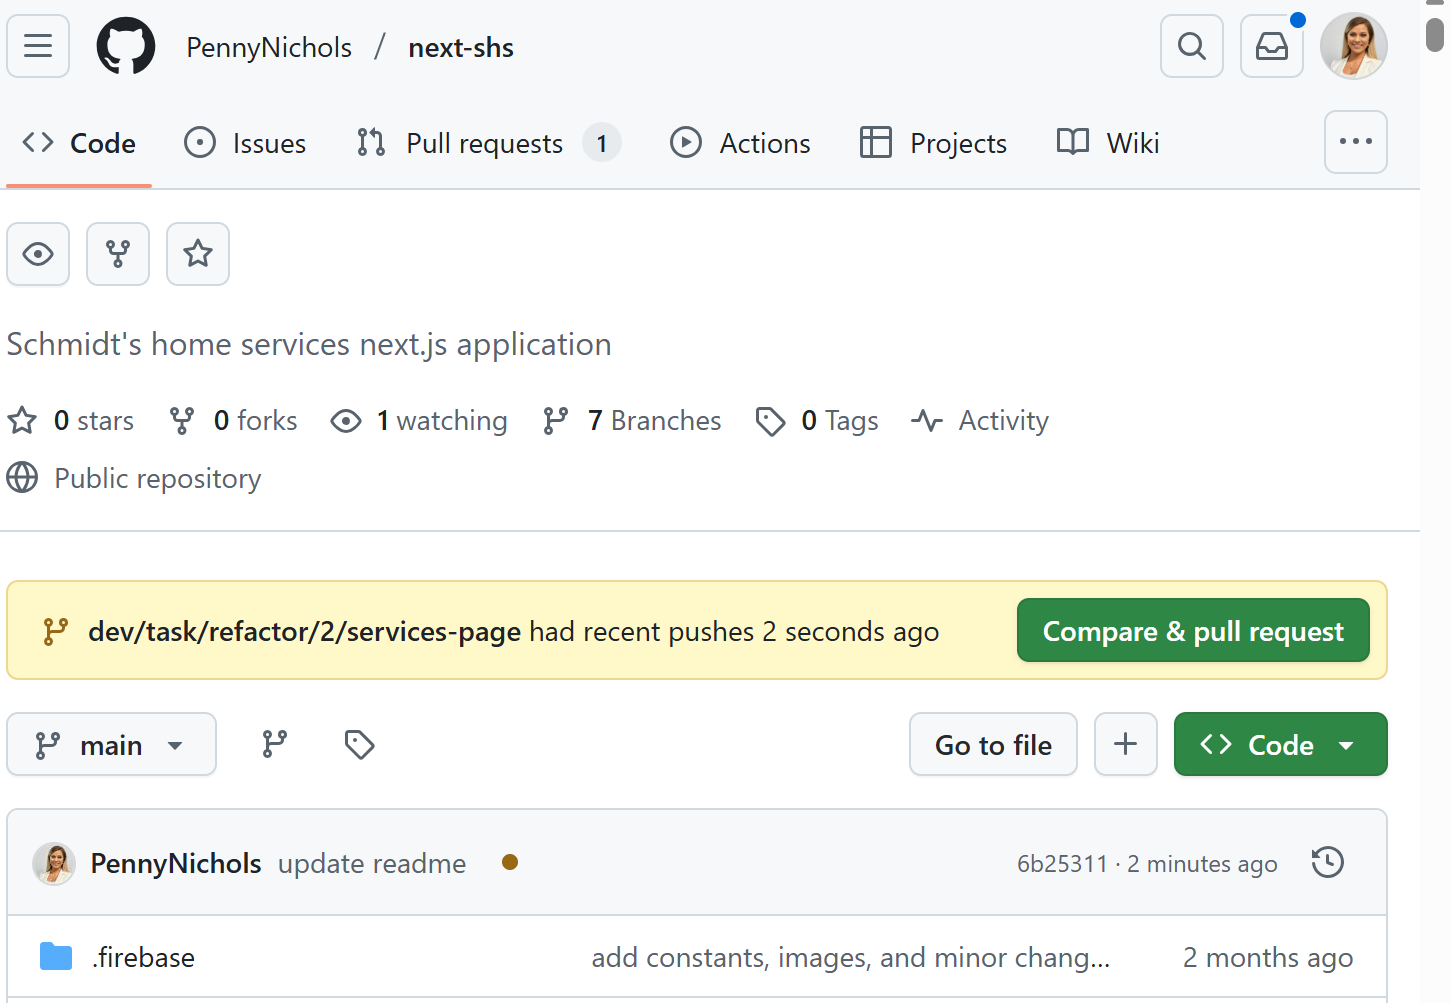 PennyNichols / next-shs
Code Issues Pull requests 1 Actions Projects Wiki
Schmidt's home services next.js application
0 stars 0 forks 1 watching 7 Branches 0 Tags Activity
Public repository
dev/task/refactor/2/services-page had recent pushes 2 seconds ago Compare & pull request
main Go to file Code
PennyNichols update readme 6b25311 · 2 minutes ago
.firebase add constants, images, and minor chang... 2 months ago